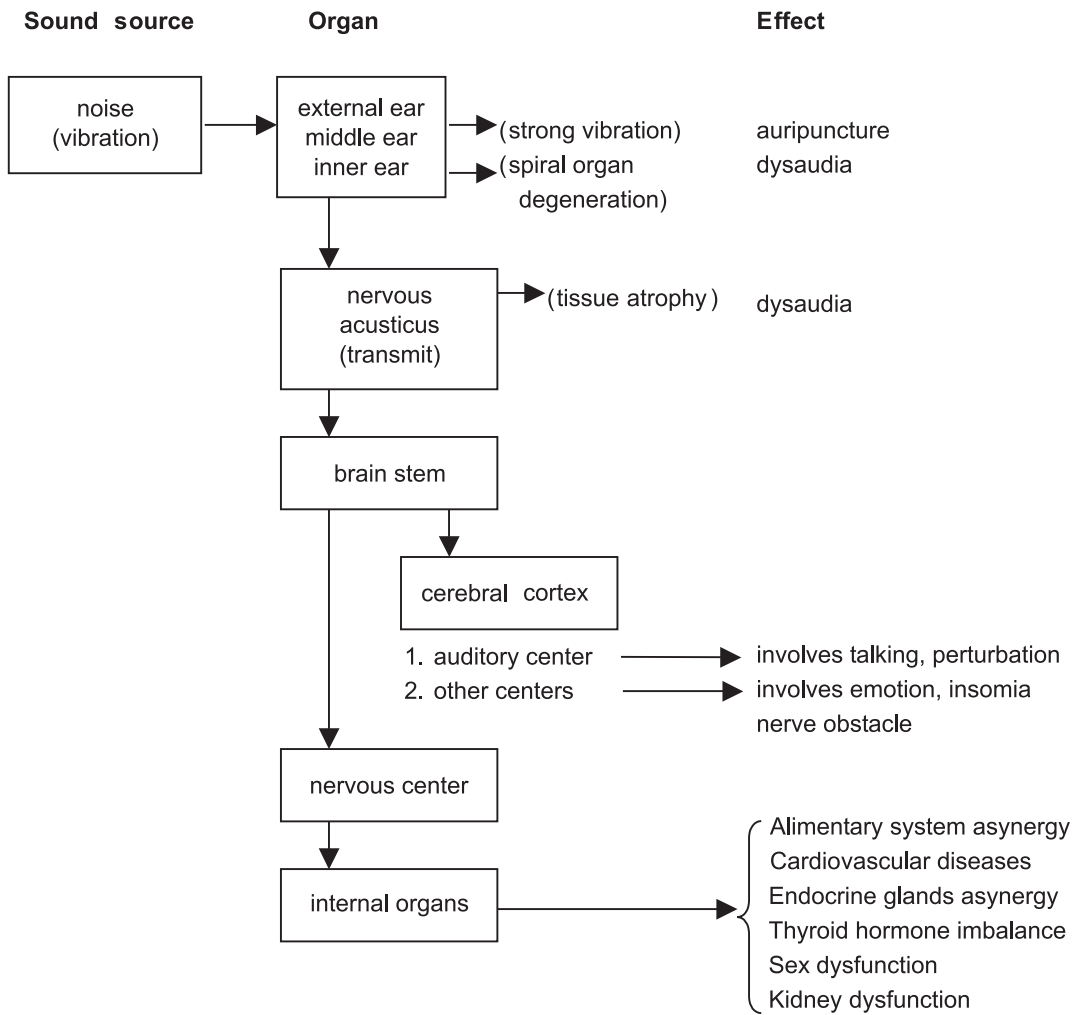 Sound source
Organ
Effect
noise
(vibration)
external ear
middle ear
inner ear
(strong vibration)
auripuncture
(spiral organ
degeneration)
dysaudia
nervous
acusticus
(transmit)
(tissue atrophy)
dysaudia
brain stem
cerebral cortex
1. auditory center
involves talking, perturbation
2. other centers
involves emotion, insomia
nerve obstacle
nervous center
internal organs
Alimentary system asynergy
Cardiovascular diseases
Endocrine glands asynergy
Thyroid hormone imbalance
Sex dysfunction
Kidney dysfunction